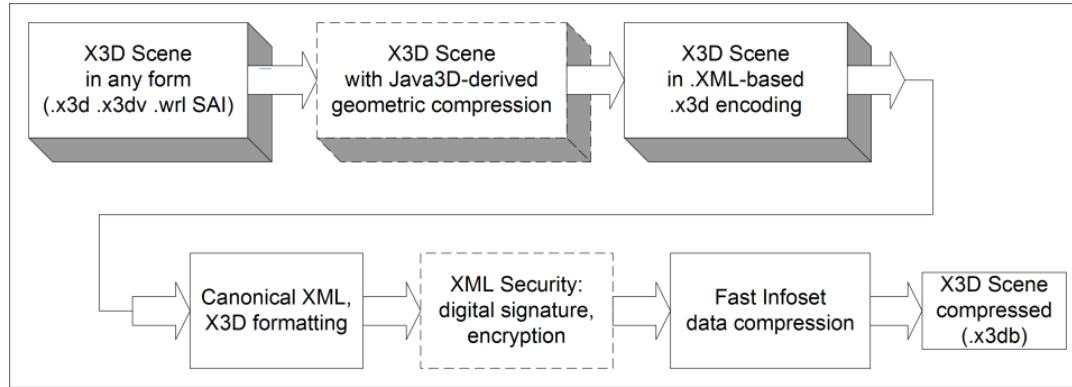 X3D Scene
in any form
(.x3d .x3dv .wrl SAI)
X3D Scene
with Java3D-derived
geometric compression
X3D Scene
in .XML-based
.x3d encoding
Canonical XML,
X3D formatting
XML Security:
digital signature,
encryption
Fast Infoset
data compression
X3D Scene
compressed
(.x3db)